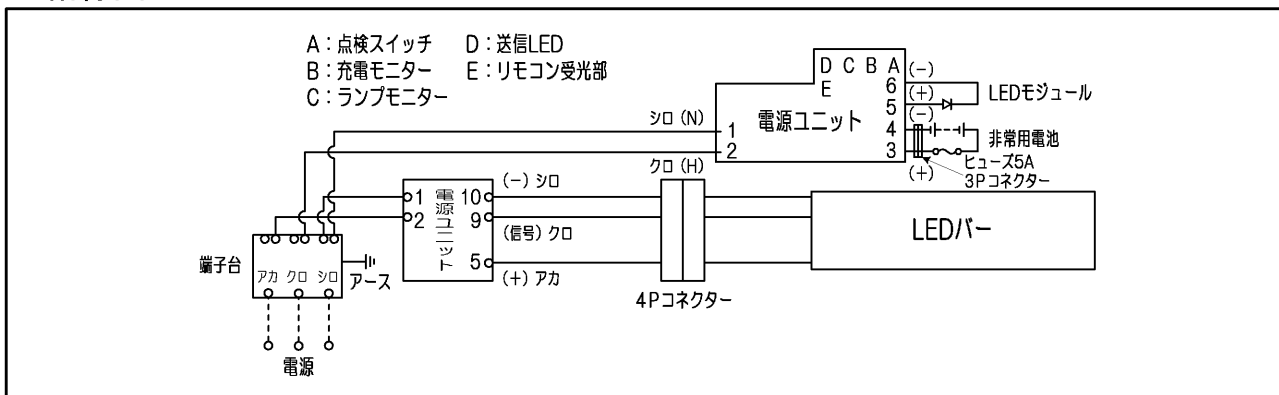 A：点検スイッチ　D：送信LED
B：充電モニター　E：リモコン受光部
C：ランプモニター
D C B A
E
6
5
4
3
1
2
電源ユニット
(-)
(+)
(-)
(+)
LEDモジュール
非常用電池
ヒューズ5A
3Pコネクター
シロ (N)
クロ (H)
1
2
電源ユニット
10
9
5
(-) シロ
(信号) クロ
(+) アカ
4Pコネクター
LEDバー
端子台
アカ クロ シロ
アース
電源